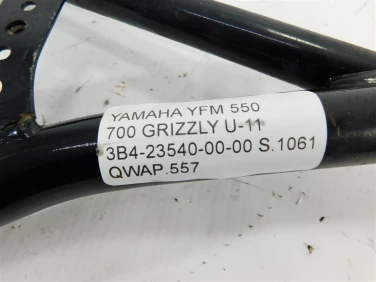 YAMAHA YFM 550
700 GRIZZLY U-11
3B4-23540-00-00 S.1061
QWAP.557